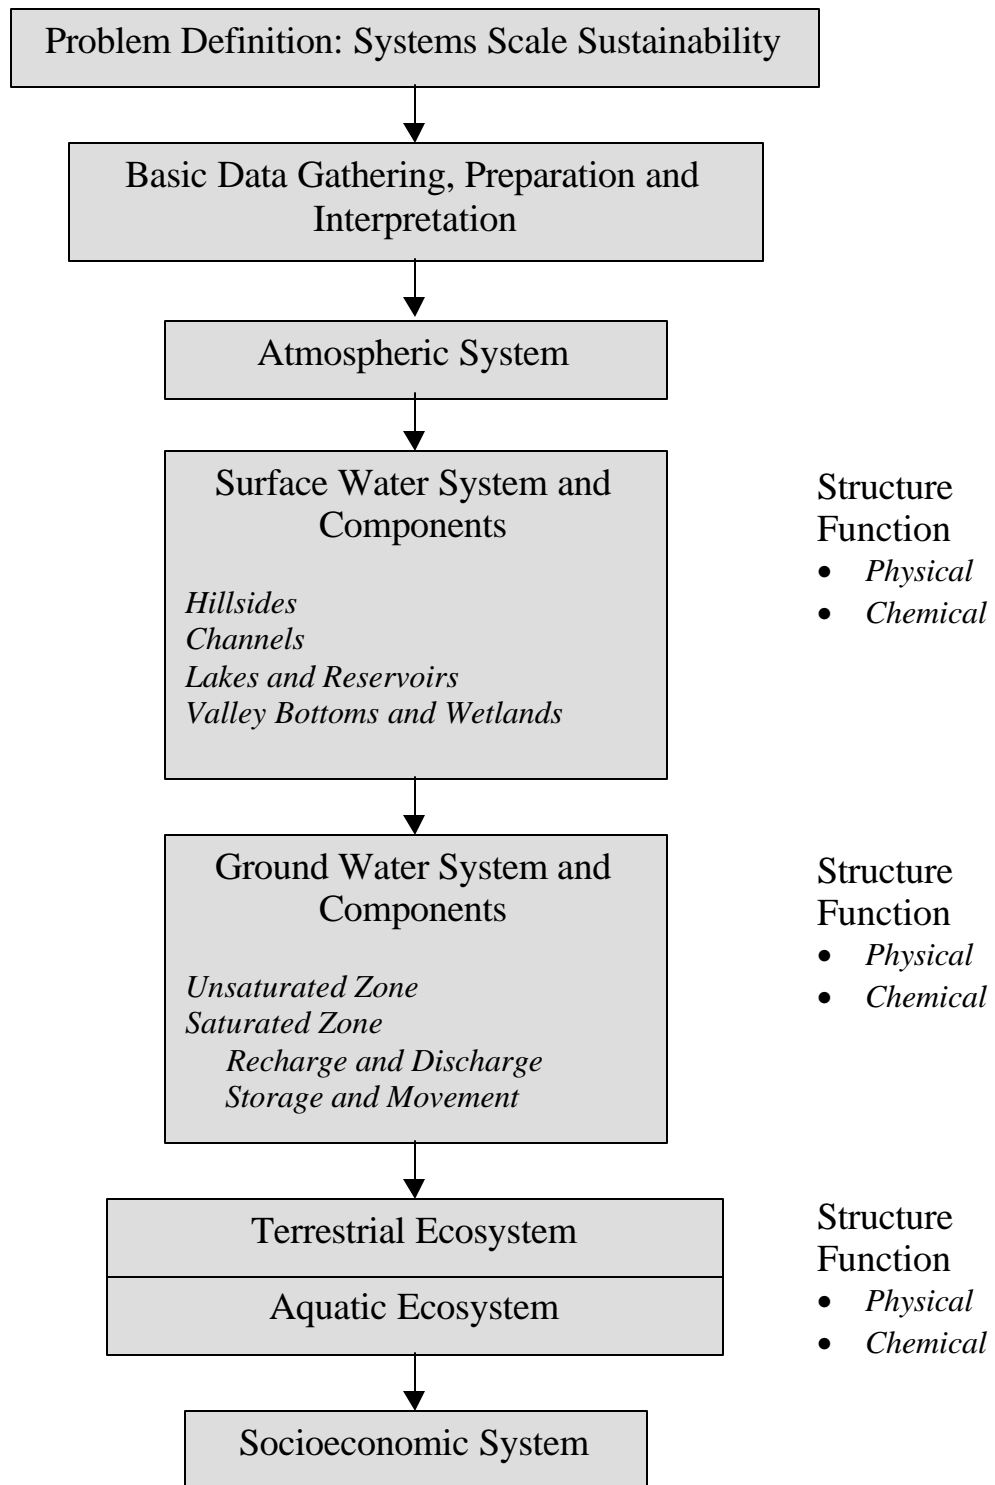 Problem Definition: Systems Scale Sustainability
Basic Data Gathering, Preparation and
Interpretation
Atmospheric System
Surface Water System and
Components
Hillsides
Channels
Lakes and Reservoirs
Valley Bottoms and Wetlands
Structure
Function
• Physical
• Chemical
Ground Water System and
Components
Unsaturated Zone
Saturated Zone
Recharge and Discharge
Storage and Movement
Structure
Function
• Physical
• Chemical
Terrestrial Ecosystem
Aquatic Ecosystem
Structure
Function
• Physical
• Chemical
Socioeconomic System